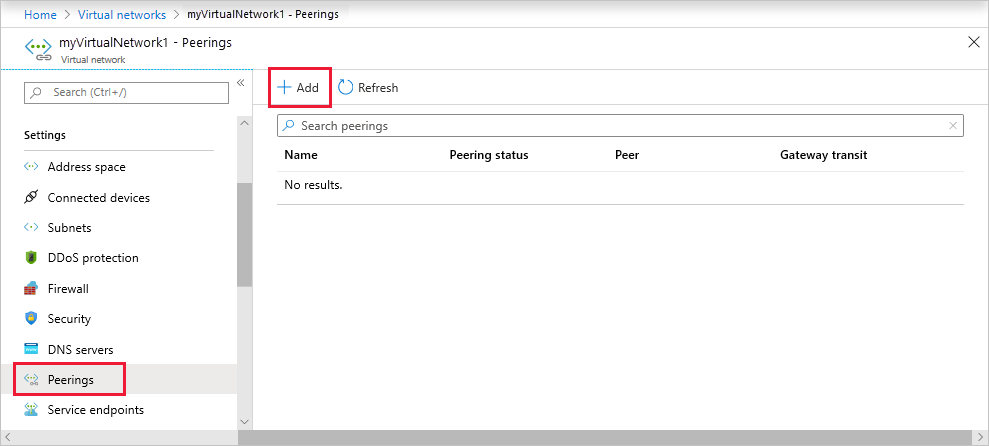 Home > Virtual networks > myVirtualNetwork1 - Peerings
myVirtualNetwork1 - Peerings
Virtual network
Search (Ctrl+/)
Settings
Address space
Connected devices
Subnets
DDoS protection
Firewall
Security
DNS servers
Peerings
Service endpoints
Add Refresh
Search peerings
Name Peering status Peer Gateway transit
No results.